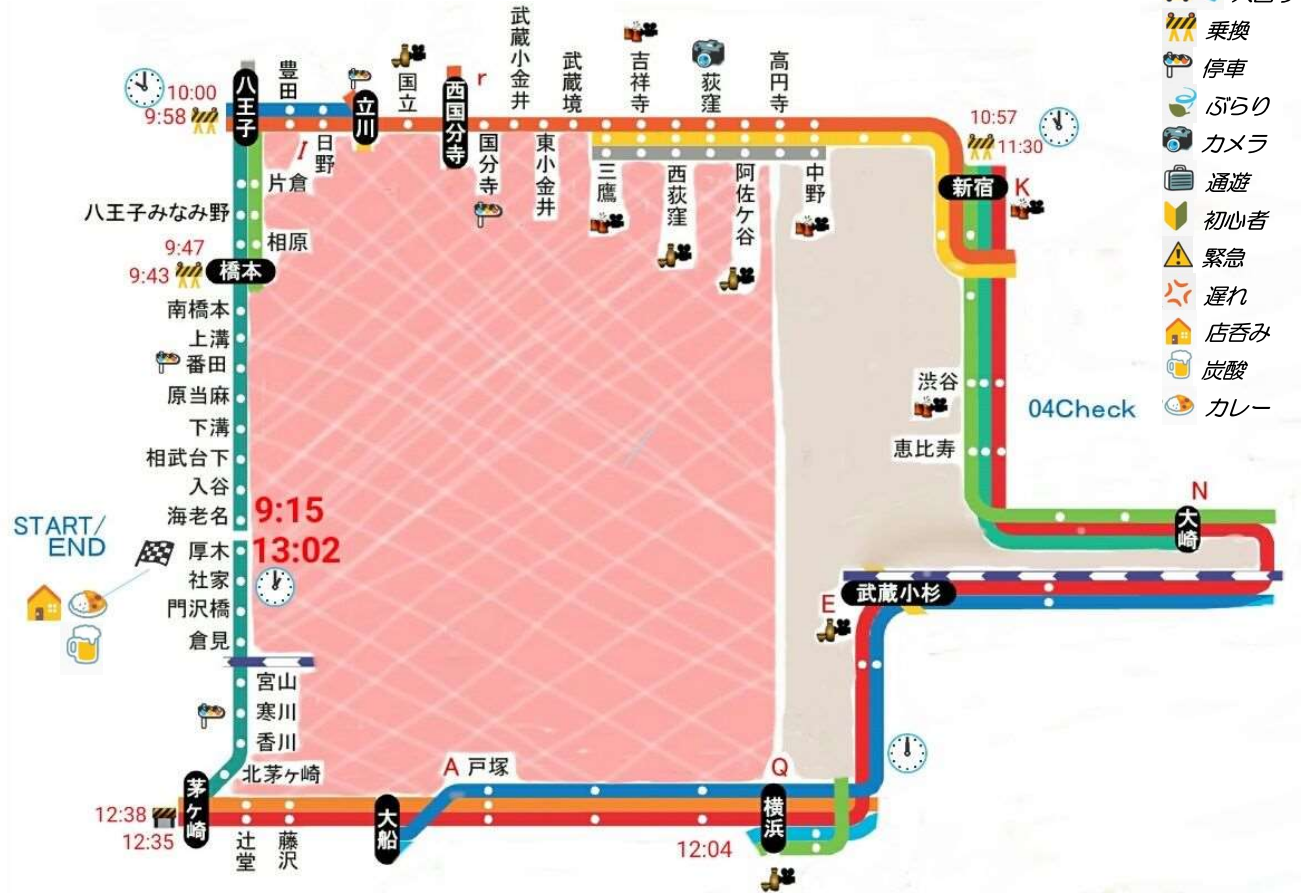 乗換
停車
ぶらり
カメラ
通遊
初心者
緊急
遅れ
店呑み
炭酸
カレー
10:00
9:58
八王子
豊田
日野
I
立川
国立
西国分寺
r
国分寺
武蔵小金井
東小金井
武蔵境
三鷹
吉祥寺
西荻窪
荻窪
阿佐ケ谷
高円寺
中野
10:57
11:30
新宿
K
片倉
八王子みなみ野
相原
9:47
9:43
橋本
南橋本
上溝
番田
原当麻
下溝
相武台下
入谷
海老名
9:15
START/
END
厚木
13:02
社家
門沢橋
倉見
宮山
寒川
香川
北茅ヶ崎
渋谷
04Check
恵比寿
N
大崎
武蔵小杉
E
A 戸塚
Q
12:38
12:35
茅ケ崎
辻堂
藤沢
大船
横浜
12:04